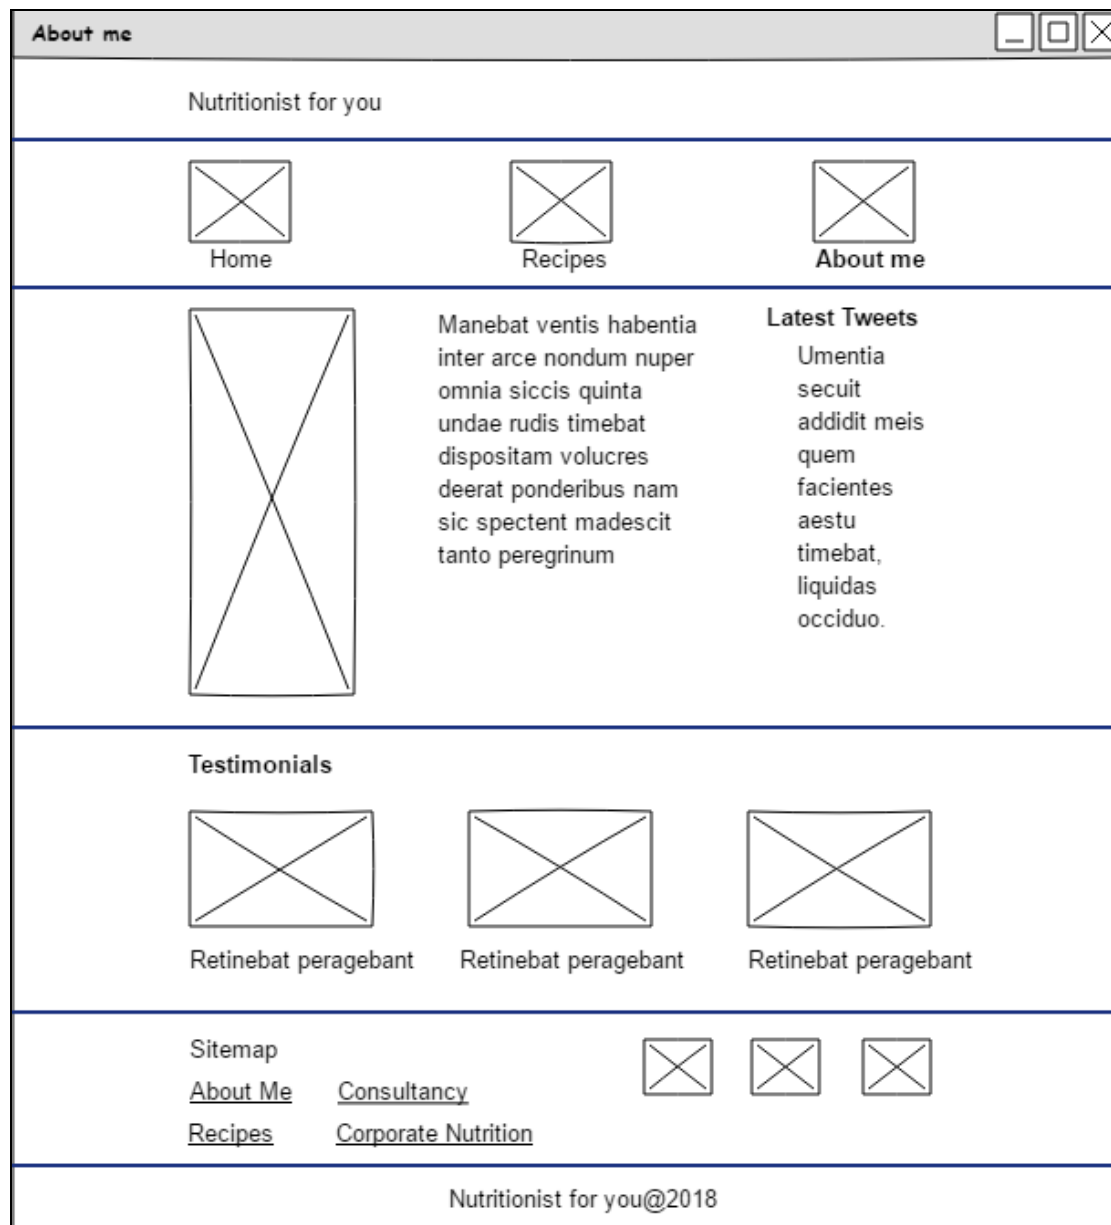 About me
Nutritionist for you
Home
Recipes
About me
Manebat ventis habentia
inter arce nondum nuper
omnia siccis quinta
undae rudis timebat
dispositam volucres
deerat ponderibus nam
sic spectent madescit
tanto peregrinum
Latest Tweets
Umentia
secuit
addidit meis
quem
facientes
aestu
timebat,
liquidas
occiduo.
Testimonials
Retinebat peragebant
Retinebat peragebant
Retinebat peragebant
Sitemap
About Me
Consultancy
Recipes
Corporate Nutrition
Nutritionist for you@2018